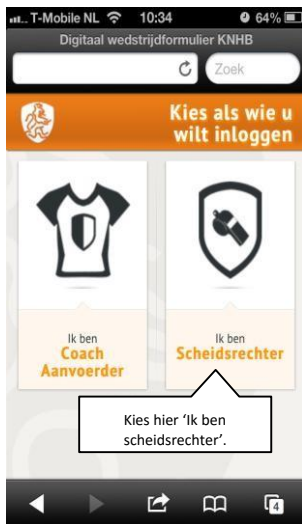 T-Mobile NL 10:34 64%
Digitaal wedstrijdformulier KNHB
Zoek
Kies als wie u
wilt inloggen
Ik ben
Coach
Aanvoerder
Ik ben
Scheidsrechter
Kies hier ‘Ik ben
scheidsrechter’.
4